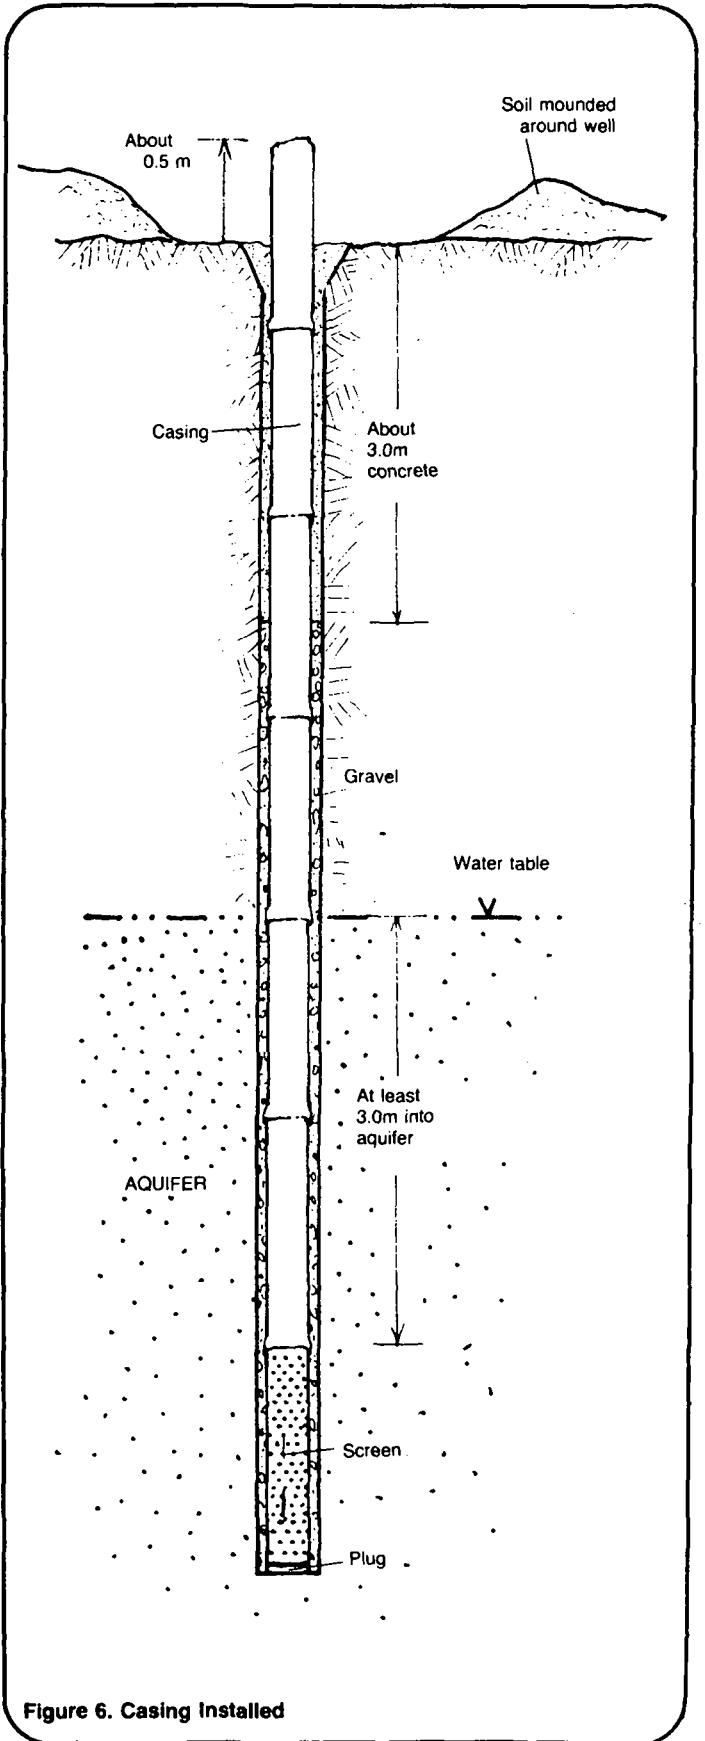 Soil mounded
around well
About
0.5 m
Casing
About
3.0m
concrete
Gravel
Water table
At least
3.0m into
aquifer
AQUIFER
Screen
Plug
Figure 6. Casing Installed